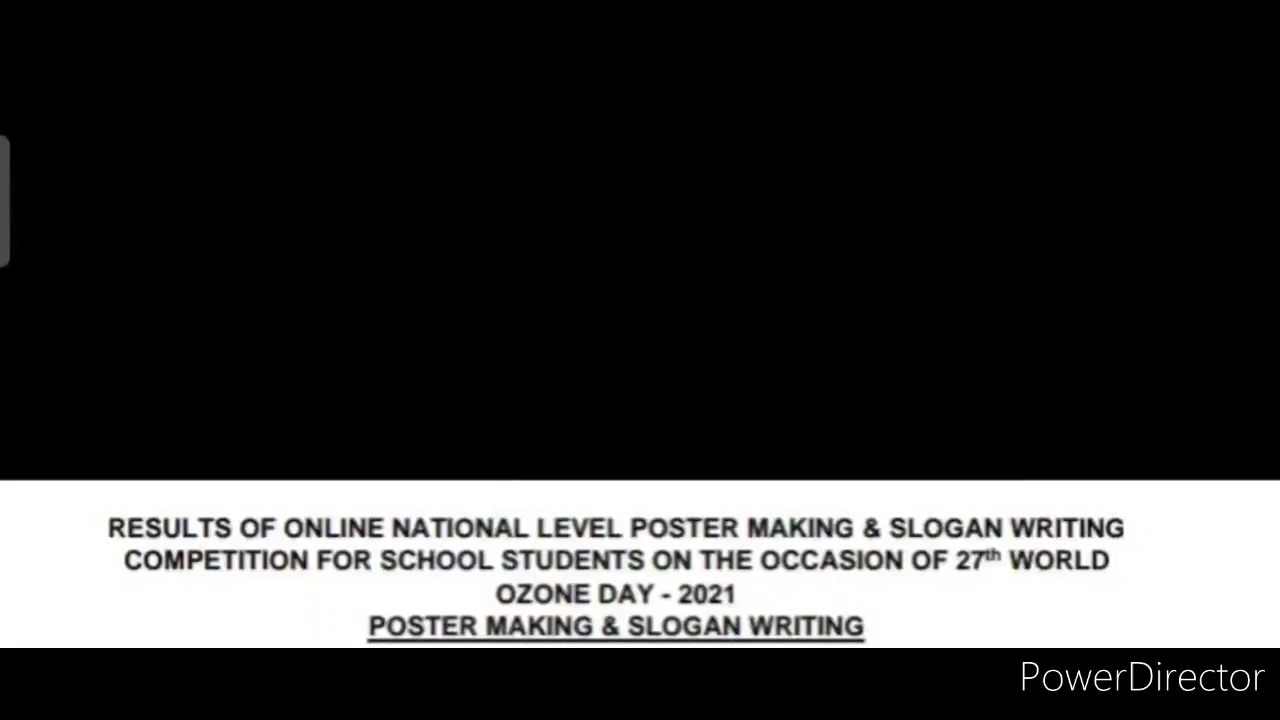 RESULTS OF ONLINE NATIONAL LEVEL POSTER MAKING & SLOGAN WRITING
COMPETITION FOR SCHOOL STUDENTS ON THE OCCASION OF 27th WORLD
OZONE DAY - 2021
POSTER MAKING & SLOGAN WRITING
PowerDirector